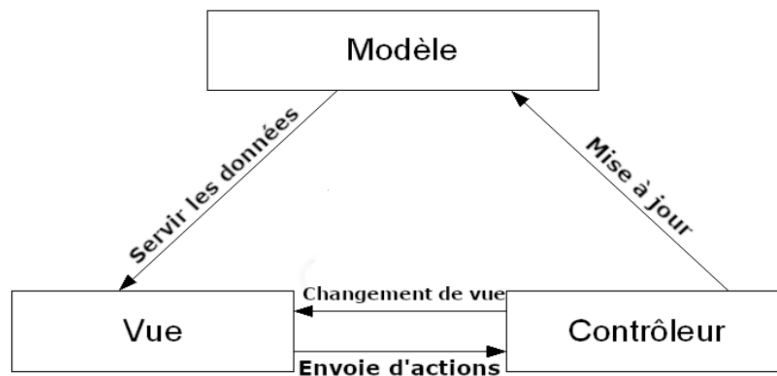 Modèle
Servir les données
Mise à jour
Changement de vue
Vue
Contrôleur
Envoie d'actions